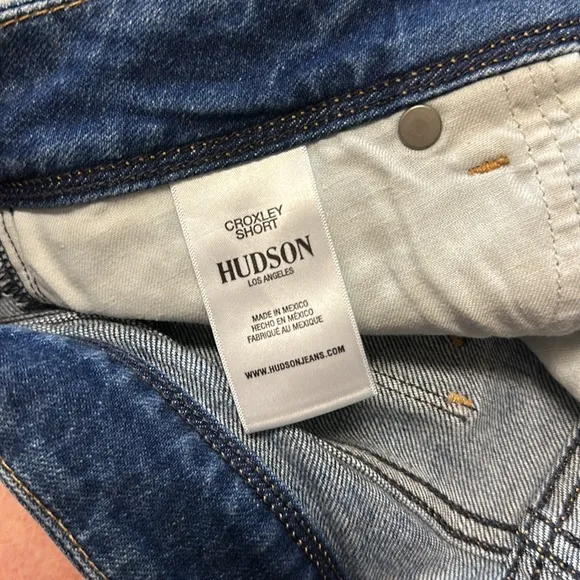 CROXLEY
SHORT
HUDSON
LOS ANGELES
MADE IN MEXICO
HECHO EN MÉXICO
FABRIQUÉ AU MEXIQUE
WWW.HUDSONJEANS.COM